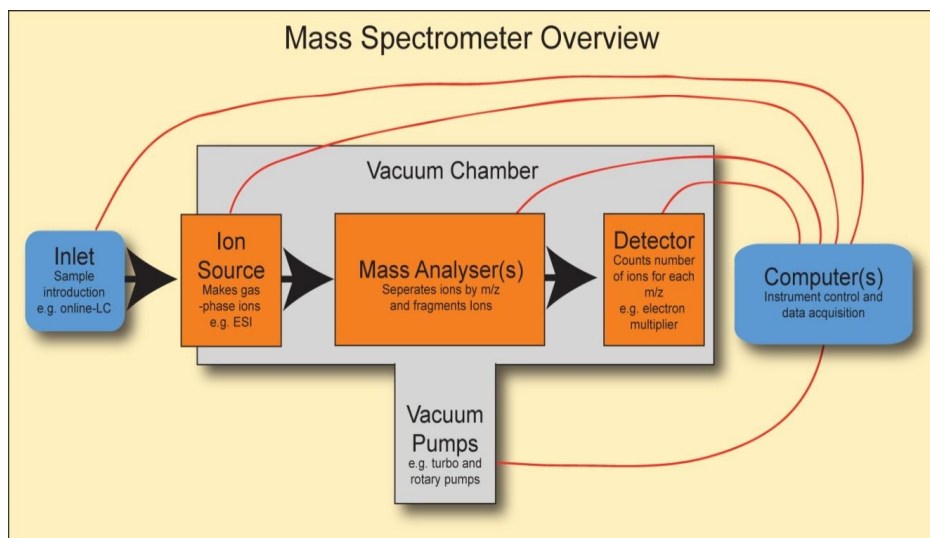 Mass Spectrometer Overview
Vacuum Chamber
Inlet
Sample
introduction
e.g. online-LC
Ion
Source
Makes gas
-phase ions
e.g. ESI
Mass Analyser(s)
Seperates ions by m/z
and fragments Ions
Detector
Counts number
of ions for each
m/z
e.g. electron
multiplier
Computer(s)
Instrument control and
data acquisition
Vacuum
Pumps
e.g. turbo and
rotary pumps